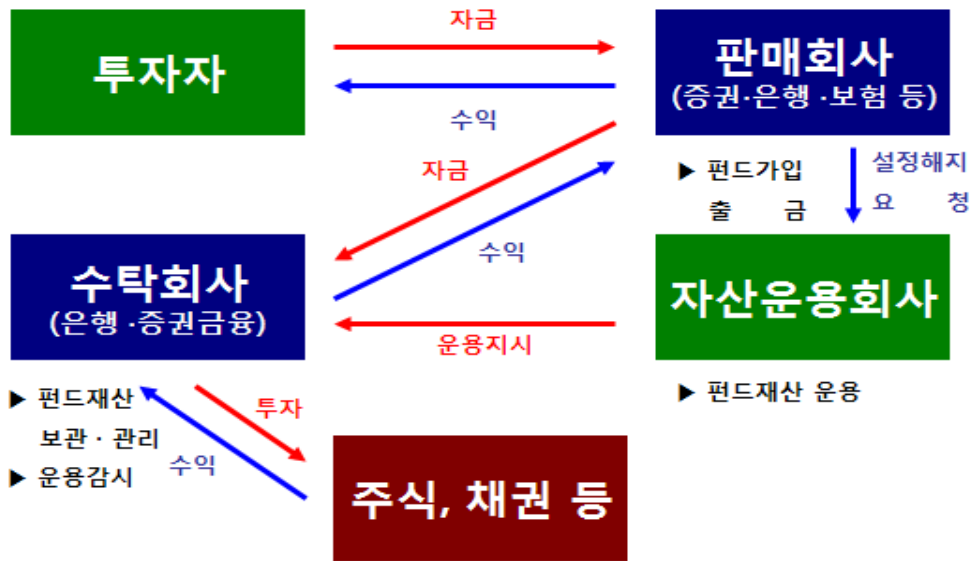 자금
투자자
판매회사
(증권·은행 ·보험 등)
수익
자금
▶ 펀드가입
출 금
설정해지
요 청
수익
수탁회사
(은행 ·증권금융)
자산운용회사
운용지시
▶ 펀드재산
보관 · 관리
▶ 운용감시
투자
수익
▶ 펀드재산 운용
주식, 채권 등